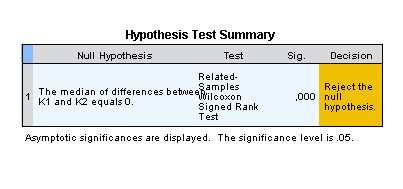 Hypothesis Test Summary
Null Hypothesis Test Sig. Decision
1 The median of differences between K1 and K2 equals 0. Related-Samples Wilcoxon Signed Rank Test ,000 Reject the null hypothesis.
Asymptotic significances are displayed. The significance level is .05.